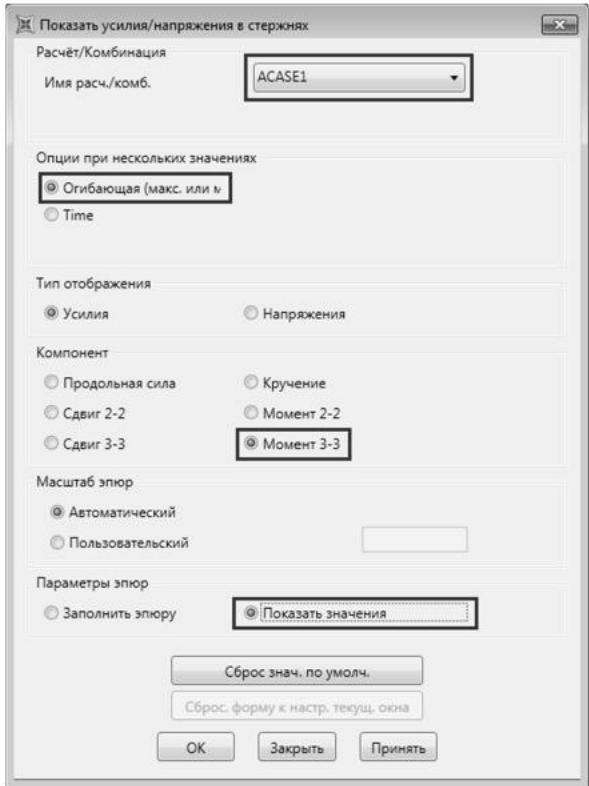 Показать усилия/напряжения в стержнях
Расчёт/Комбинация
Имя расч./комб.
ACASE1
Опции при нескольких значениях
Огибающая (макс. или м
Time
Тип отображения
Усилия
Напряжения
Компонент
Продольная сила
Кручение
Сдвиг 2-2
Момент 2-2
Сдвиг 3-3
Момент 3-3
Масштаб эпюр
Автоматический
Пользовательский
Параметры эпюр
Заполнить эпюру
Показать значения
Сброс знач. по умолч.
Сброс. форму к настр. текущ. окна
OK
Закрыть
Принять